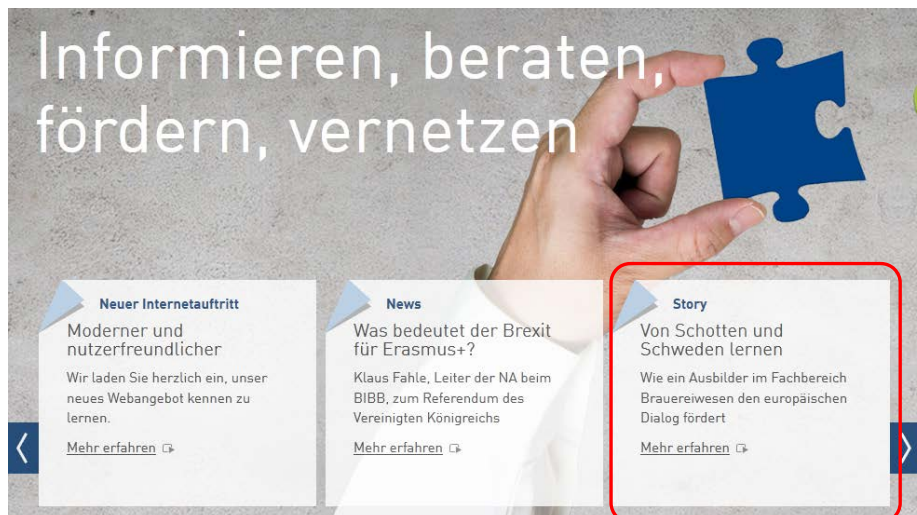 Informieren, beraten,
fördern, vernetzen
Neuer Internetauftritt
Moderner und
nutzerfreundlicher
Wir laden Sie herzlich ein, unser
neues Webangebot kennen zu
lernen.
Mehr erfahren
News
Was bedeutet der Brexit
für Erasmus+?
Klaus Fahle, Leiter der NA beim
BIBB, zum Referendum des
Vereinigten Königreichs
Mehr erfahren
Story
Von Schotten und
Schweden lernen
Wie ein Ausbilder im Fachbereich
Brauereiwesen den europäischen
Dialog fördert
Mehr erfahren